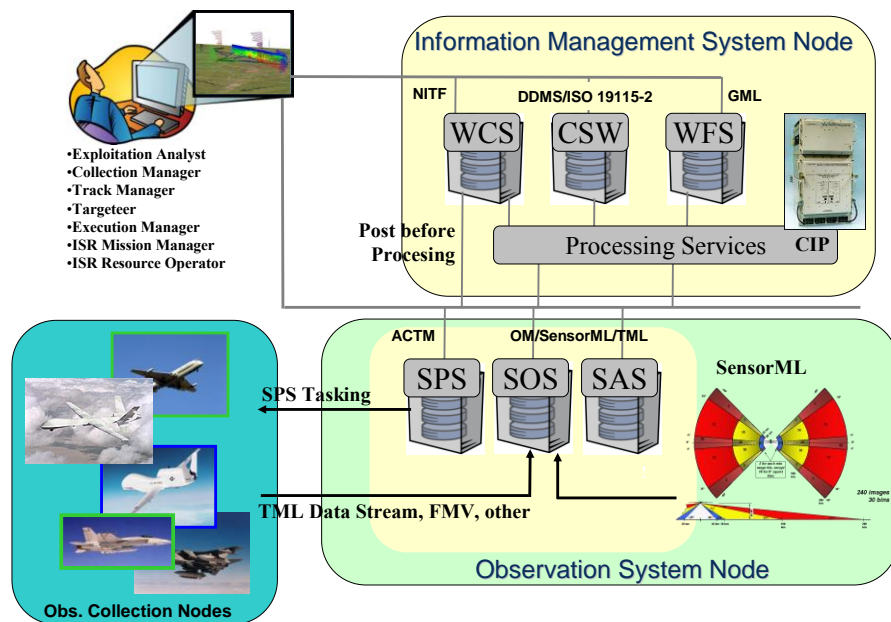 Information Management System Node
NITF
DDMS/ISO 19115-2
GML
WCS
CSW
WFS
•Exploitation Analyst
•Collection Manager
•Track Manager
•Targeteer
•Execution Manager
•ISR Mission Manager
•ISR Resource Operator
Post before
Procesing
Processing Services
CIP
ACTM
OM/SensorML/TML
SensorML
SPS
SOS
SAS
SPS Tasking
240 images
30 bins
TML Data Stream, FMV, other
Observation System Node
Obs. Collection Nodes